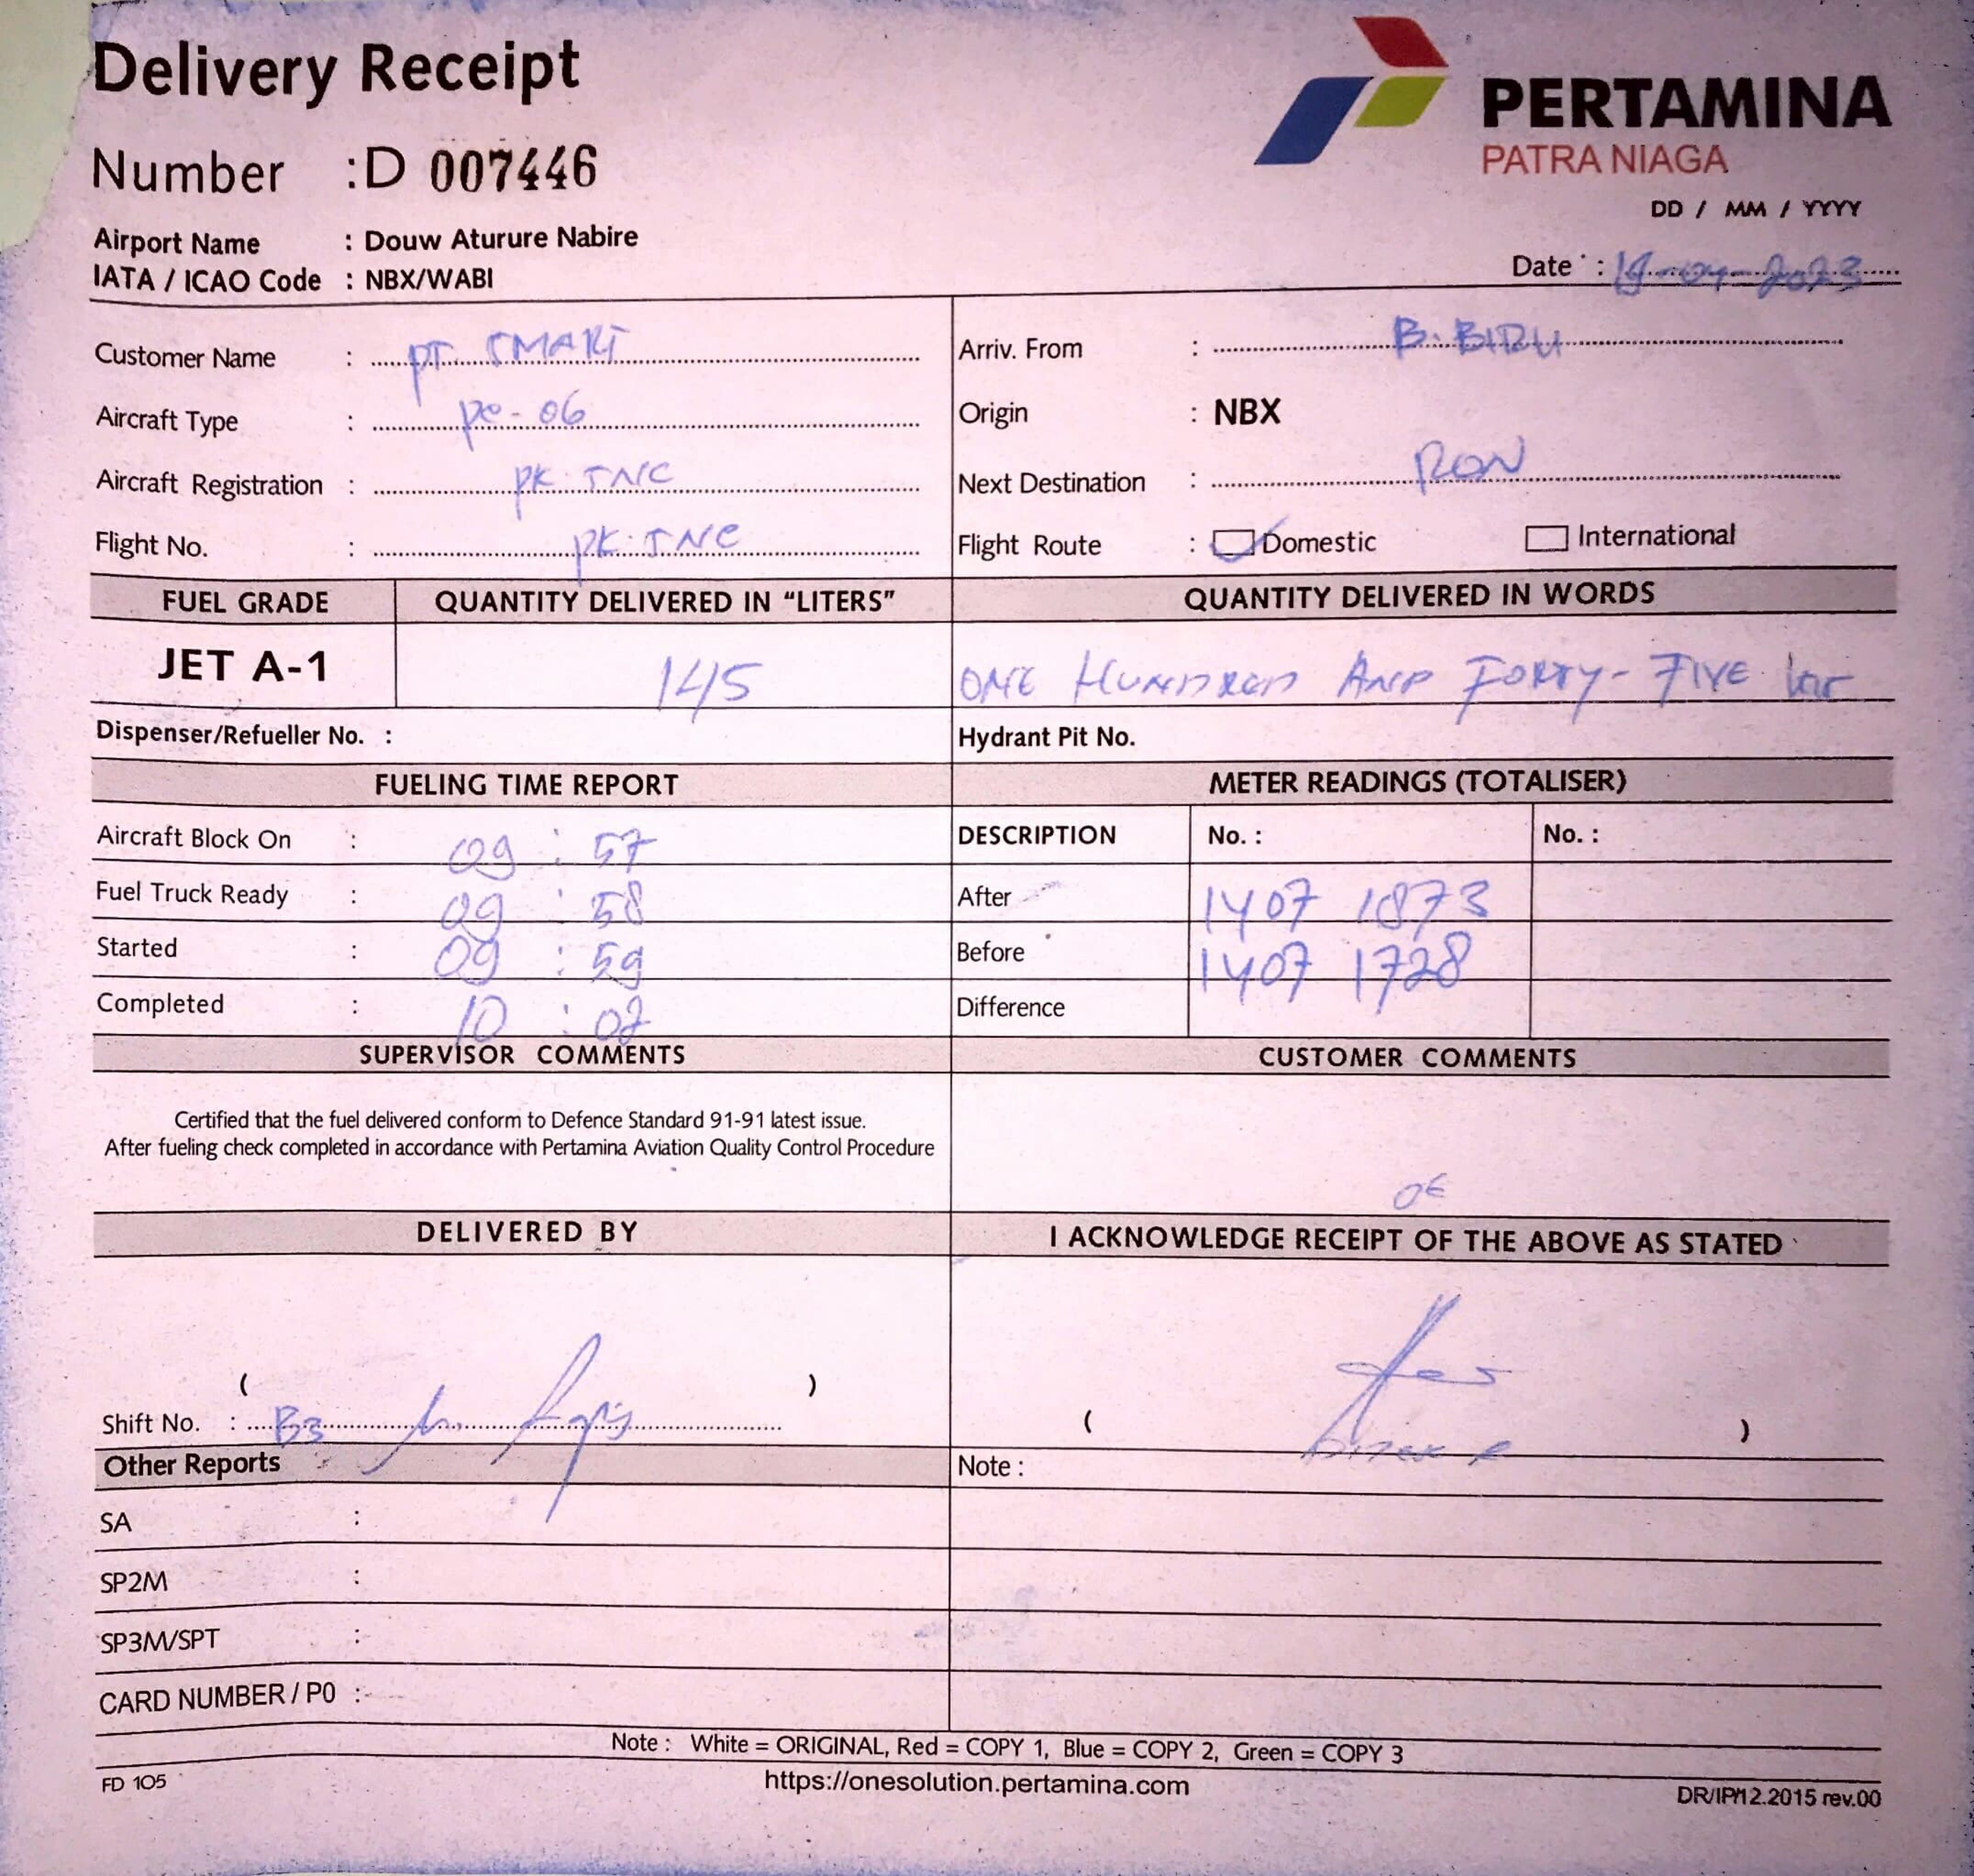 Delivery Receipt
PERTAMINA
PATRA NIAGA
Number : D 007446
DD / MM / YYYY
Airport Name : Douw Aturure Nabire
IATA / ICAO Code : NBX/WABI
Date : -2023
Customer Name : PT. SMART
Arriv. From : B. BIDU
Aircraft Type : pc-06
Origin : NBX
Aircraft Registration :
Next Destination : RON
Flight No. :
Flight Route : Domestic International
FUEL GRADE QUANTITY DELIVERED IN “LITERS” QUANTITY DELIVERED IN WORDS
JET A-1 145 ONE HUNDRED AND FORTY-FIVE
Dispenser/Refueller No. : Hydrant Pit No.
FUELING TIME REPORT METER READINGS (TOTALISER)
Aircraft Block On : 09 : 57 DESCRIPTION No. : No. :
Fuel Truck Ready : 09 : 58 After 1407 1873
Started : 09 : 59 Before 1407 1728
Completed : 10 : 02 Difference
SUPERVISOR COMMENTS CUSTOMER COMMENTS
Certified that the fuel delivered conform to Defence Standard 91-91 latest issue.
After fueling check completed in accordance with Pertamina Aviation Quality Control Procedure
DELIVERED BY I ACKNOWLEDGE RECEIPT OF THE ABOVE AS STATED
( ) ( )
Shift No. : B3
Other Reports Note :
SA :
SP2M :
SP3M/SPT :
CARD NUMBER / P0 :
Note : White = ORIGINAL, Red = COPY 1, Blue = COPY 2, Green = COPY 3
FD 105 https://onesolution.pertamina.com DR/IP/12.2015 rev.00